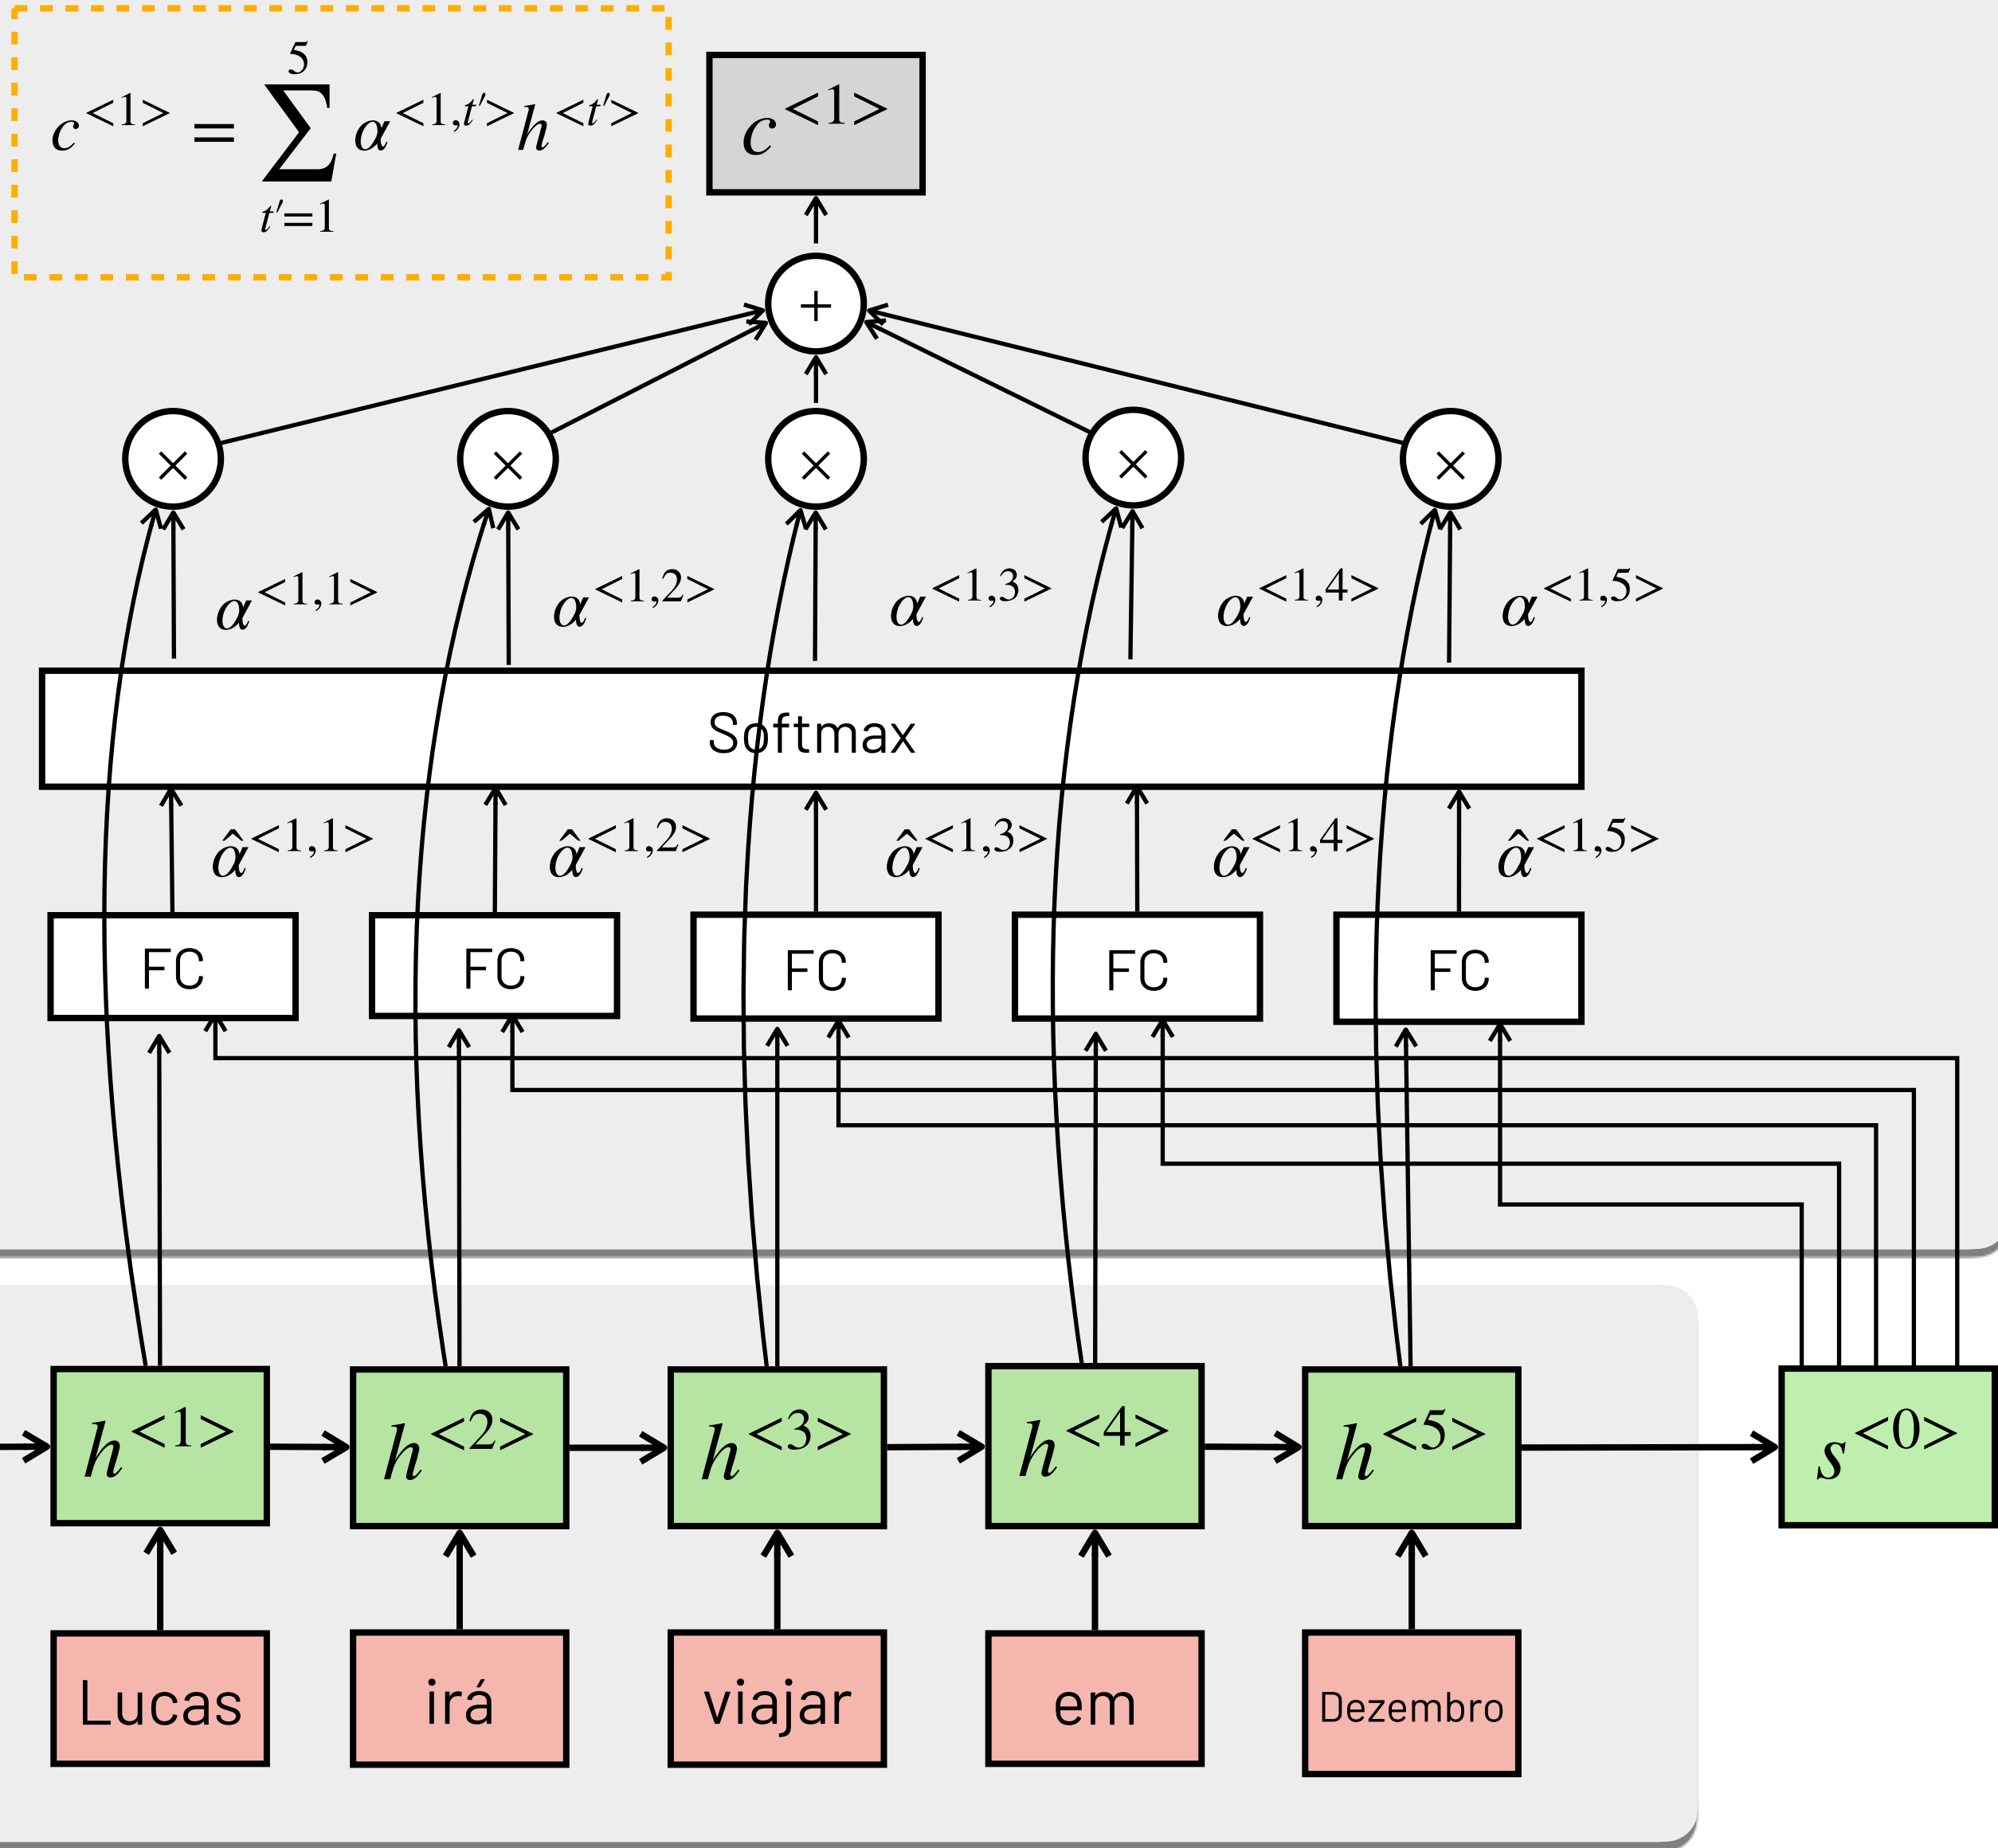 c<1> = ∑ t'=1 5 α<1,t'>h<t'>
c<1>
+
× × × × ×
α<1,1> α<1,2> α<1,3> α<1,4> α<1,5>
Softmax
α̂<1,1> α̂<1,2> α̂<1,3> α̂<1,4> α̂<1,5>
FC FC FC FC FC
h<1> h<2> h<3> h<4> h<5> s<0>
Lucas irá viajar em Dezembro